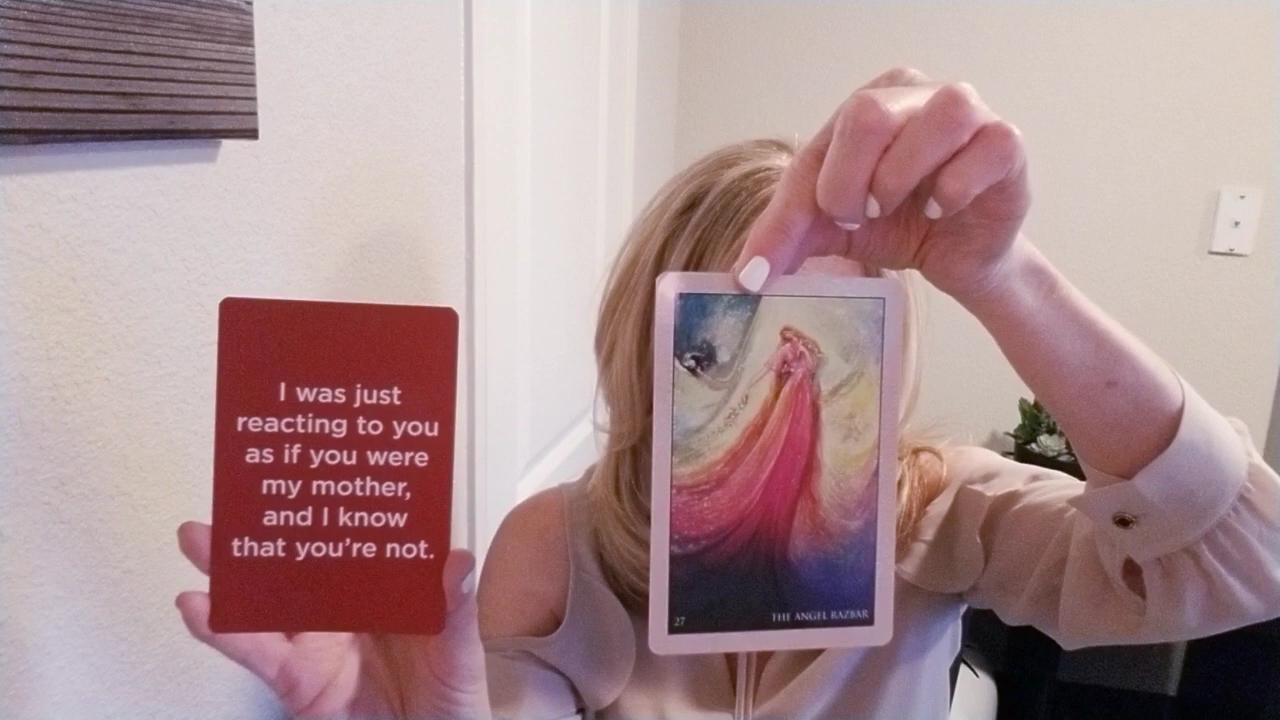 I was just
reacting to you
as if you were
my mother,
and I know
that you're not.
27
THE ANGEL RAZBAR